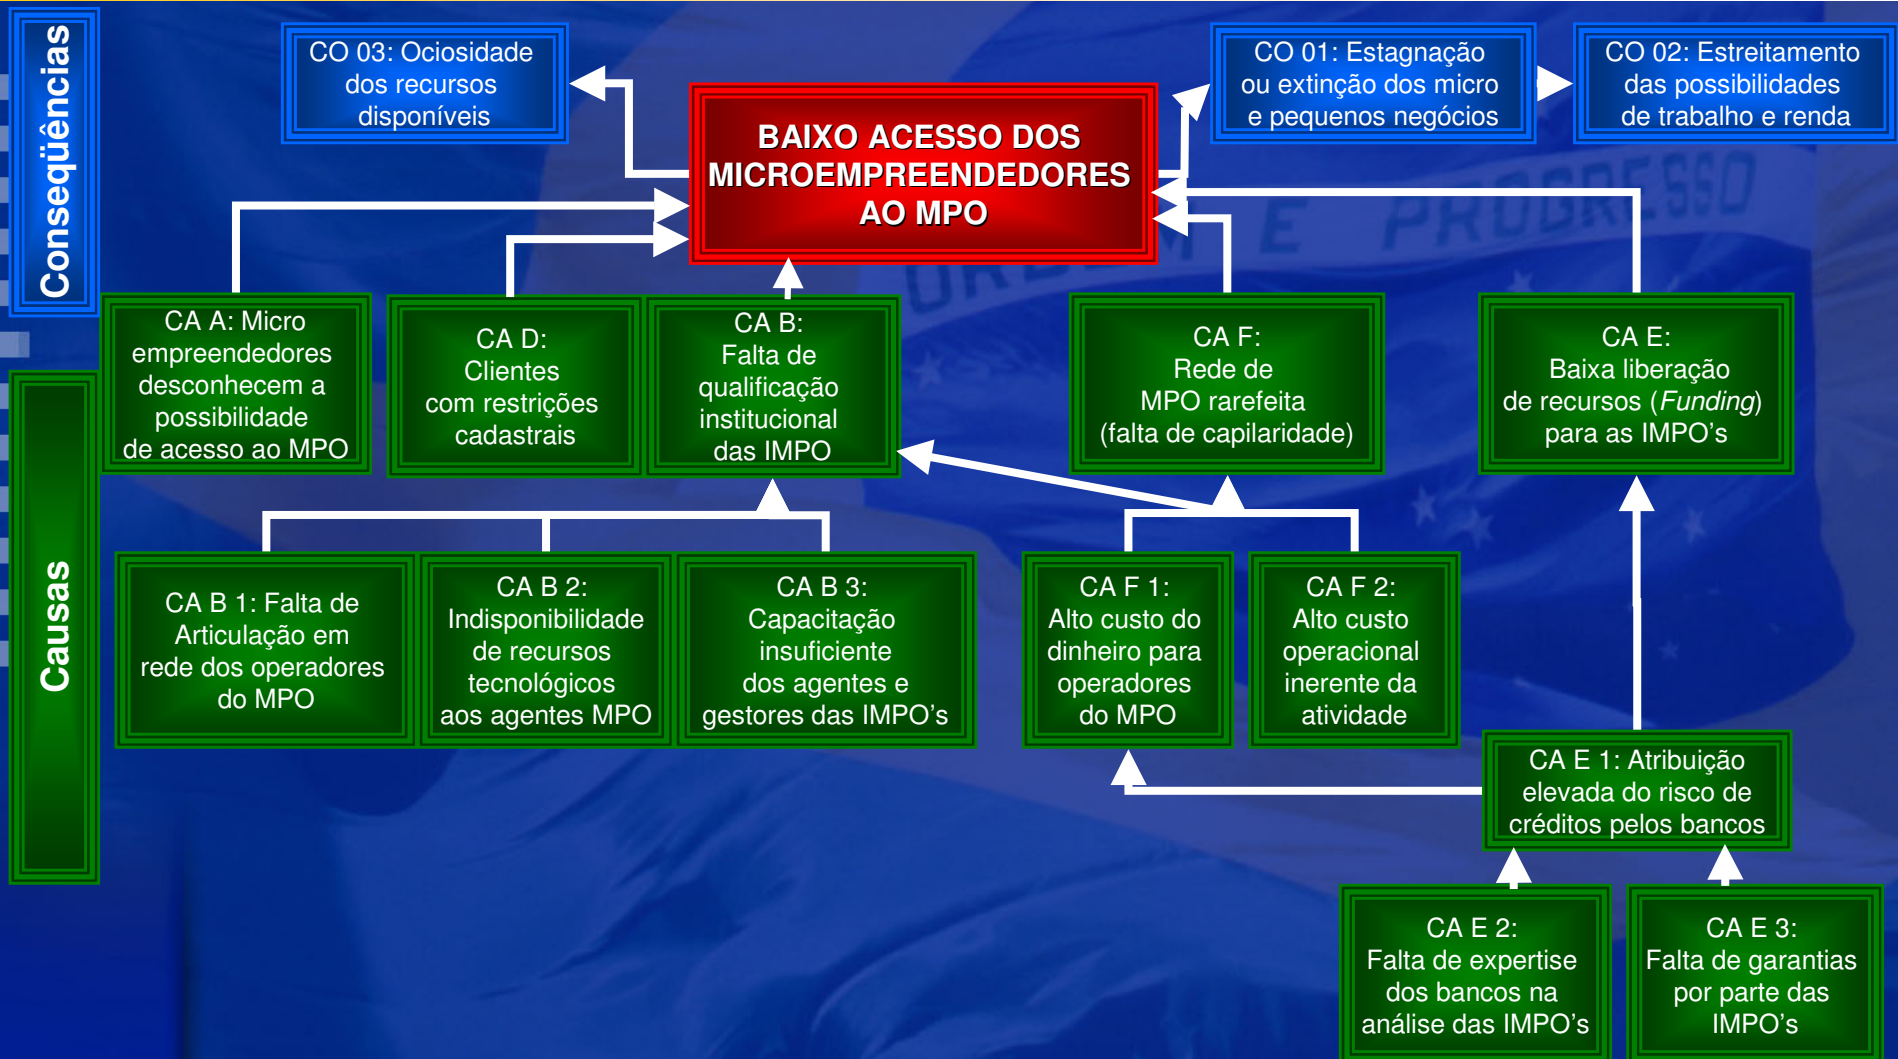 Conseqüências
CO 03: Ociosidade
dos recursos
disponíveis
CO 01: Estagnação
ou extinção dos micro
e pequenos negócios
CO 02: Estreitamento
das possibilidades
de trabalho e renda
BAIXO ACESSO DOS
MICROEMPREENDEDORES
AO MPO
ORDEM E PROGRESSO
Causas
CA A: Micro
empreendedores
desconhecem a
possibilidade
de acesso ao MPO
CA D:
Clientes
com restrições
cadastrais
CA B:
Falta de
qualificação
institucional
das IMPO
CA F:
Rede de
MPO rarefeita
(falta de capilaridade)
CA E:
Baixa liberação
de recursos (Funding)
para as IMPO's
CA B 1: Falta de
Articulação em
rede dos operadores
do MPO
CA B 2:
Indisponibilidade
de recursos
tecnológicos
aos agentes MPO
CA B 3:
Capacitação
insuficiente
dos agentes e
gestores das IMPO's
CA F 1:
Alto custo do
dinheiro para
operadores
do MPO
CA F 2:
Alto custo
operacional
inerente da
atividade
CA E 1: Atribuição
elevada do risco de
créditos pelos bancos
CA E 2:
Falta de expertise
dos bancos na
análise das IMPO's
CA E 3:
Falta de garantias
por parte das
IMPO's